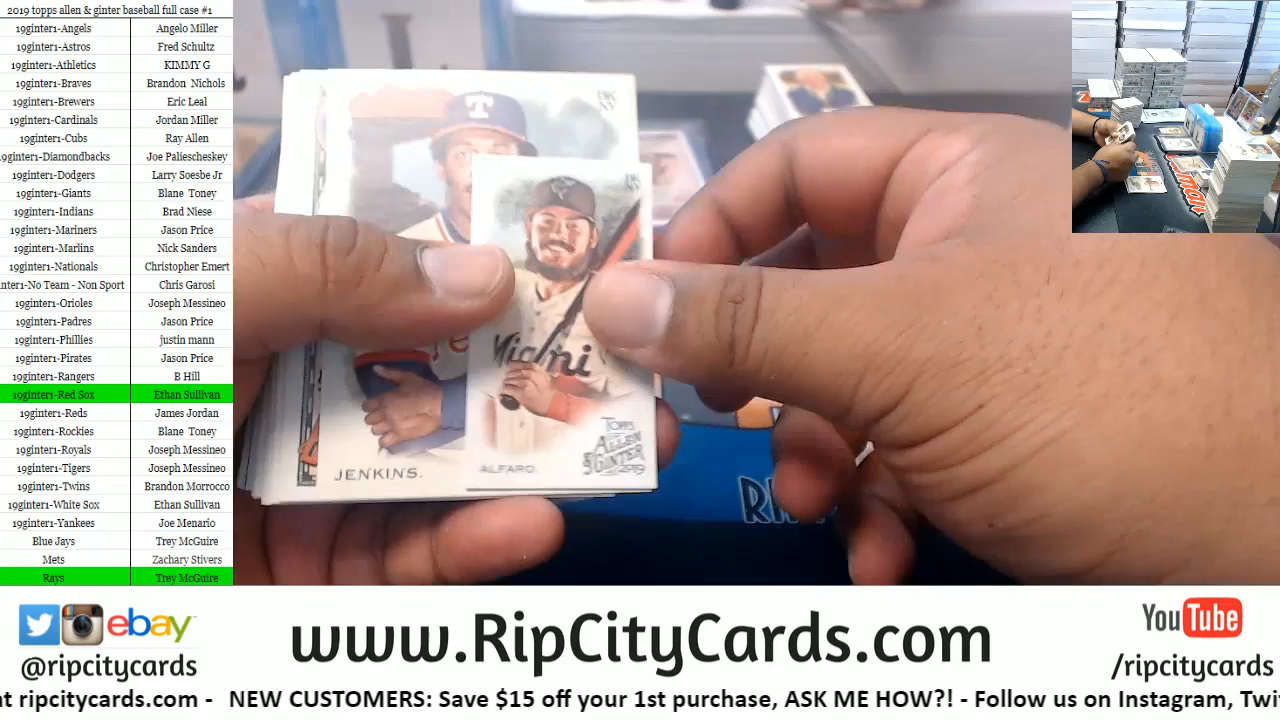 2019 topps allen & ginter baseball full case #1
19ginter1-Angels Angelo Miller
19ginter1-Astros Fred Schultz
19ginter1-Athletics KIMMY G
19ginter1-Braves Brandon Nichols
19ginter1-Brewers Eric Leal
19ginter1-Cardinals Jordan Miller
19ginter1-Cubs Ray Allen
19ginter1-Diamondbacks Joe Paliescheskey
19ginter1-Dodgers Larry Soesbe Jr
19ginter1-Giants Blane Toney
19ginter1-Indians Brad Niese
19ginter1-Mariners Jason Price
19ginter1-Marlins Nick Sanders
19ginter1-Nationals Christopher Emert
nter1-No Team - Non Sport Chris Garosi
19ginter1-Orioles Joseph Messineo
19ginter1-Padres Jason Price
19ginter1-Phillies justin mann
19ginter1-Pirates Jason Price
19ginter1-Rangers B Hill
19ginter1-Red Sox Ethan Sullivan
19ginter1-Reds James Jordan
19ginter1-Rockies Blane Toney
19ginter1-Royals Joseph Messineo
19ginter1-Tigers Joseph Messineo
19ginter1-Twins Brandon Morrocco
19ginter1-White Sox Ethan Sullivan
19ginter1-Yankees Joe Menario
Blue Jays Trey McGuire
Mets Zachary Stivers
Rays Trey McGuire
T
Miami
TOPPS
ALLEN
& GINTER
2019
JENKINS.
ALFARO.
ebay
@ripcitycards
www.RipCityCards.com
YouTube
/ripcitycards
at ripcitycards.com - NEW CUSTOMERS: Save $15 off your 1st purchase, ASK ME HOW?! - Follow us on Instagram, Twi